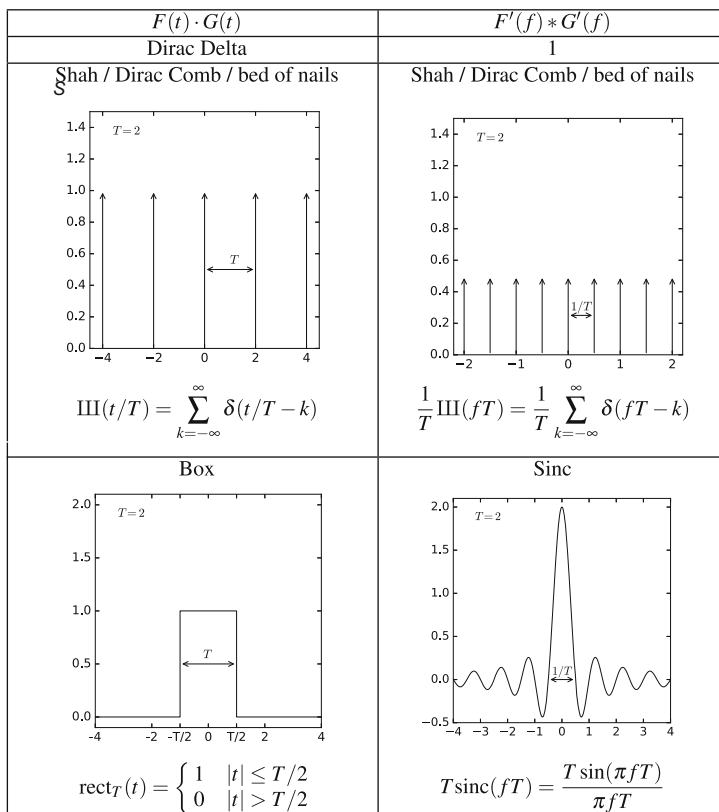 F(t) · G(t)
F′(f) ∗ G′(f)
Dirac Delta
1
Shah / Dirac Comb / bed of nails
S
T=2
1.4
1.2
1.0
0.8
0.6
0.4
0.2
0.0
T
−4 −2 0 2 4
Ш(t/T) = ∑ δ(t/T − k)
∞
k=−∞
Shah / Dirac Comb / bed of nails
T=2
1.4
1.2
1.0
0.8
0.6
0.4
0.2
0.0
1/T
−2 −1 0 1 2
1/T Ш(fT) = 1/T ∑ δ(fT − k)
∞
k=−∞
Box
T=2
2.0
1.5
1.0
0.5
0.0
T
-4 -2 -T/2 0 T/2 2 4
rect_T(t) = { 1 |t| ≤ T/2
0 |t| > T/2
Sinc
T=2
2.0
1.5
1.0
0.5
0.0
−0.5
1/T
−4 −3 −2 −1 0 1 2 3 4
T sinc(fT) = T sin(πfT) / πfT